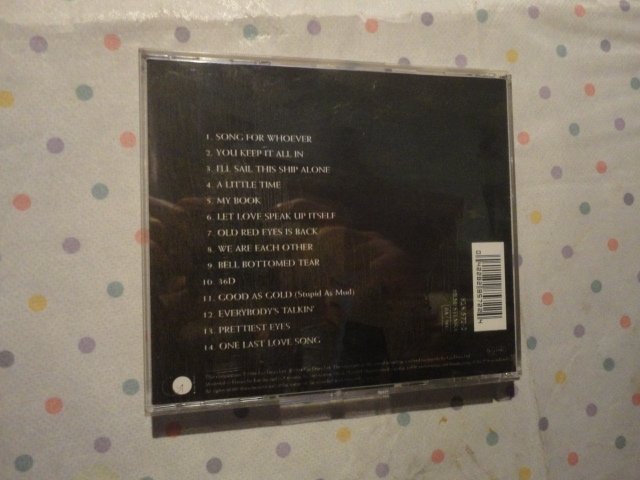 1. SONG FOR WHOEVER
2. YOU KEEP IT ALL IN
3. I'LL SAIL THIS SHIP ALONE
4. A LITTLE TIME
5. MY BOOK
6. LET LOVE SPEAK UP ITSELF
7. OLD RED EYES IS BACK
8. WE ARE EACH OTHER
9. BELL BOTTOMED TEAR
10. 36D
11. GOOD AS GOLD (Stupid As Mud)
12. EVERYBODY'S TALKIN'
13. PRETTIEST EYES
14. ONE LAST LOVE SONG